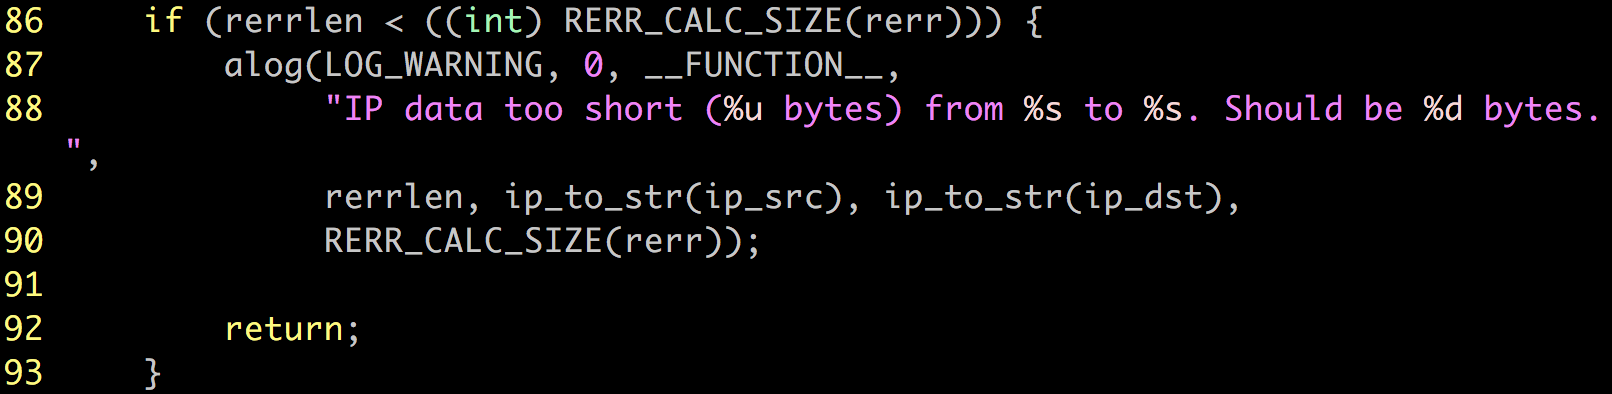 86     if (rerrlen < ((int) RERR_CALC_SIZE(rerr))) {
87         alog(LOG_WARNING, 0, __FUNCTION__,
88              "IP data too short (%u bytes) from %s to %s. Should be %d bytes.
",
89              rerrlen, ip_to_str(ip_src), ip_to_str(ip_dst),
90              RERR_CALC_SIZE(rerr));
91
92         return;
93     }